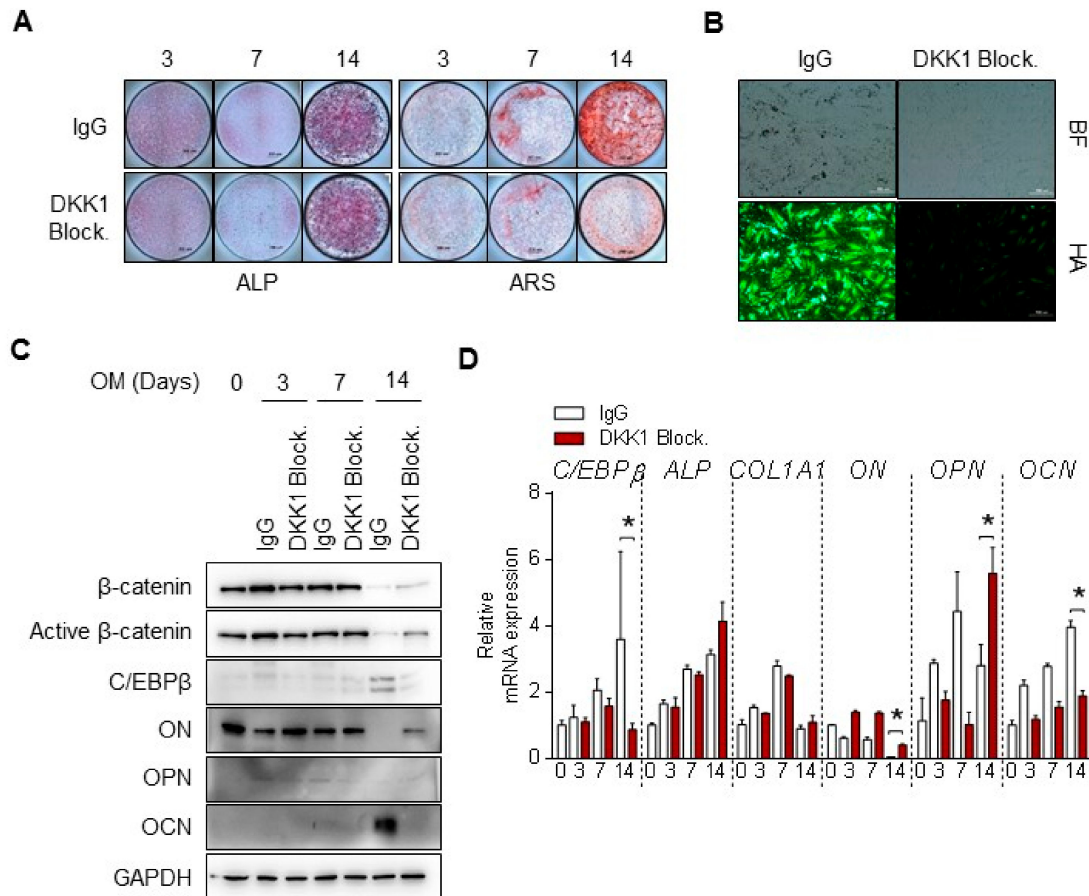 A
3 7 14 3 7 14
IgG
DKK1
Block.
ALP ARS
B
IgG DKK1 Block.
BF
HA
C
OM (Days) 0 3 7 14
IgG
DKK1 Block.
IgG
DKK1 Block.
IgG
DKK1 Block.
β-catenin
Active β-catenin
C/EBPβ
ON
OPN
OCN
GAPDH
D
IgG
DKK1 Block.
C/EBPβ ALP COL1A1 ON OPN OCN
Relative
mRNA expression
8
6
4
2
0
* * * *
0 3 7 14 0 3 7 14 0 3 7 14 0 3 7 14 0 3 7 14 0 3 7 14